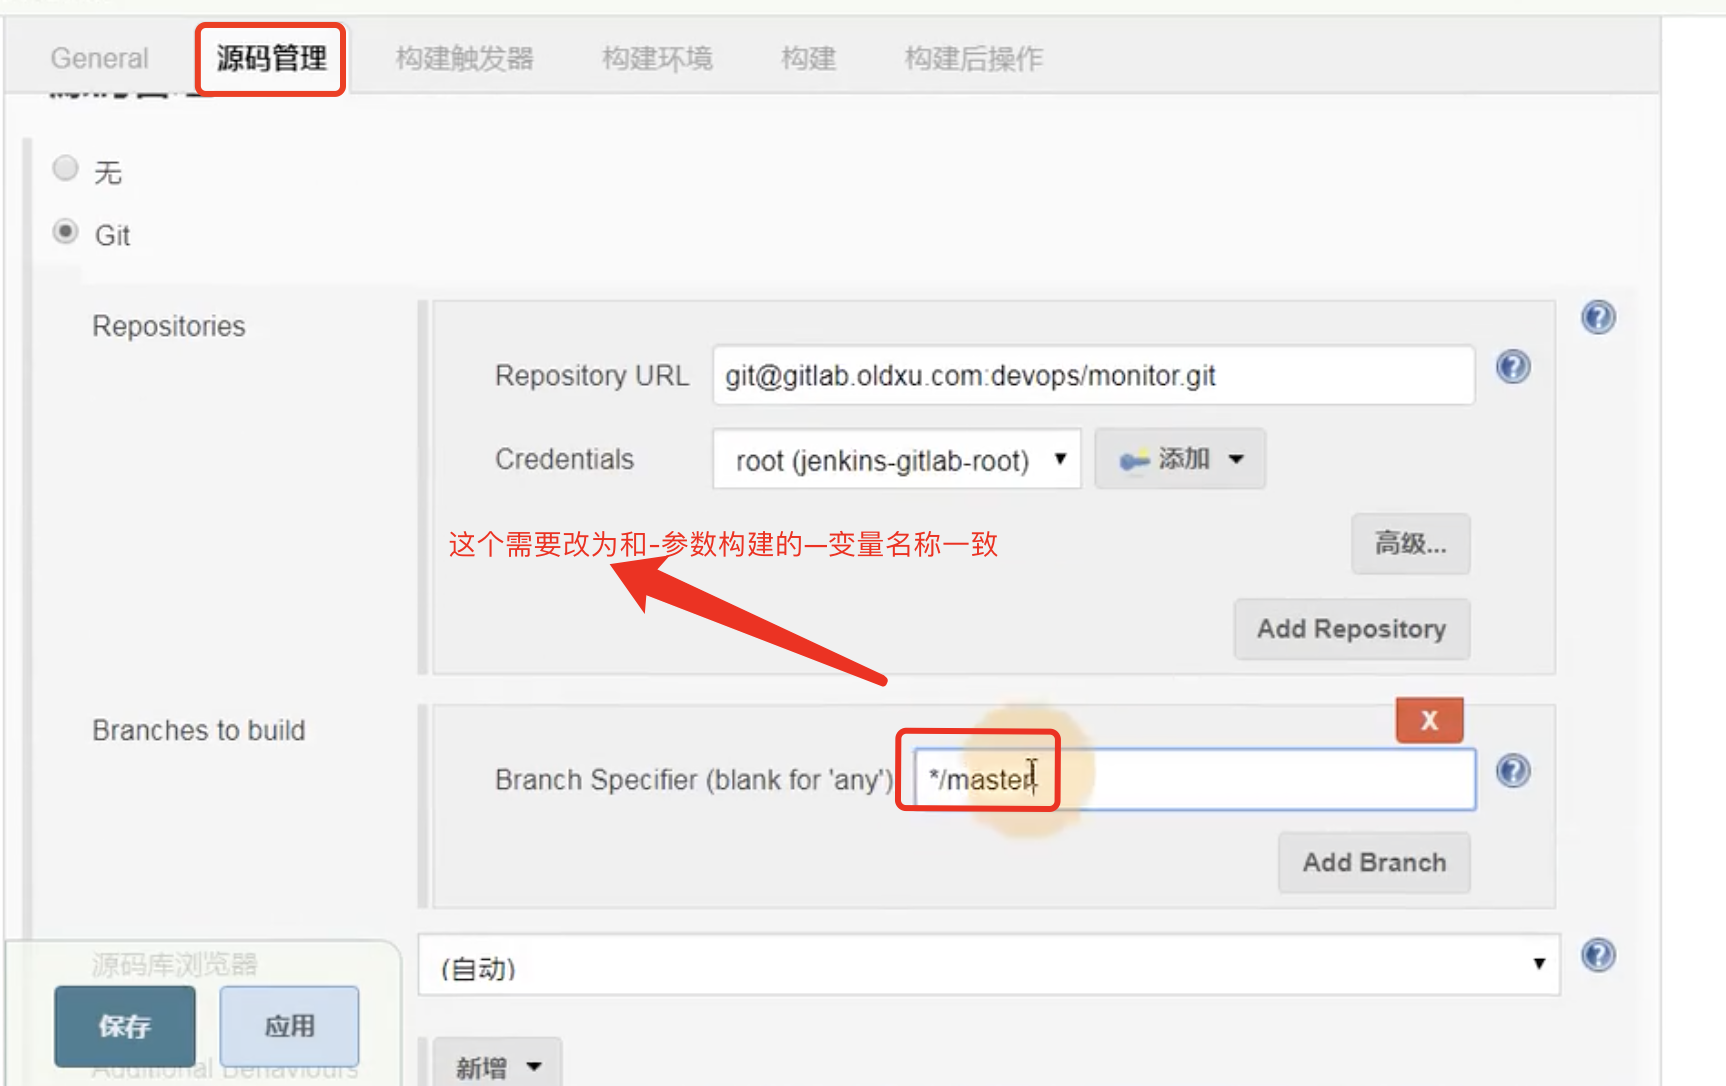 General 源码管理 构建触发器 构建环境 构建 构建后操作
源码管理
无
Git
Repositories
Repository URL git@gitlab.oldxu.com:devops/monitor.git
Credentials root (jenkins-gitlab-root) 添加
这个需要改为和-参数构建的—变量名称一致
高级...
Add Repository
X
Branches to build
Branch Specifier (blank for 'any') */master
Add Branch
源码库浏览器 (自动)
保存 应用
Additional Behaviours 新增